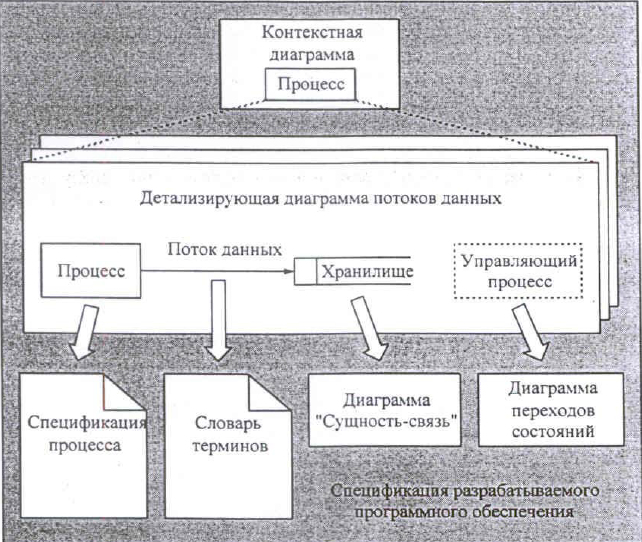 Контекстная
диаграмма
Процесс
Детализирующая диаграмма потоков данных
Процесс
Поток данных
Хранилище
Управляющий
процесс
Спецификация
процесса
Словарь
терминов
Диаграмма
"Сущность-связь"
Диаграмма
переходов
состояний
Спецификация разрабатываемого
программного обеспечения